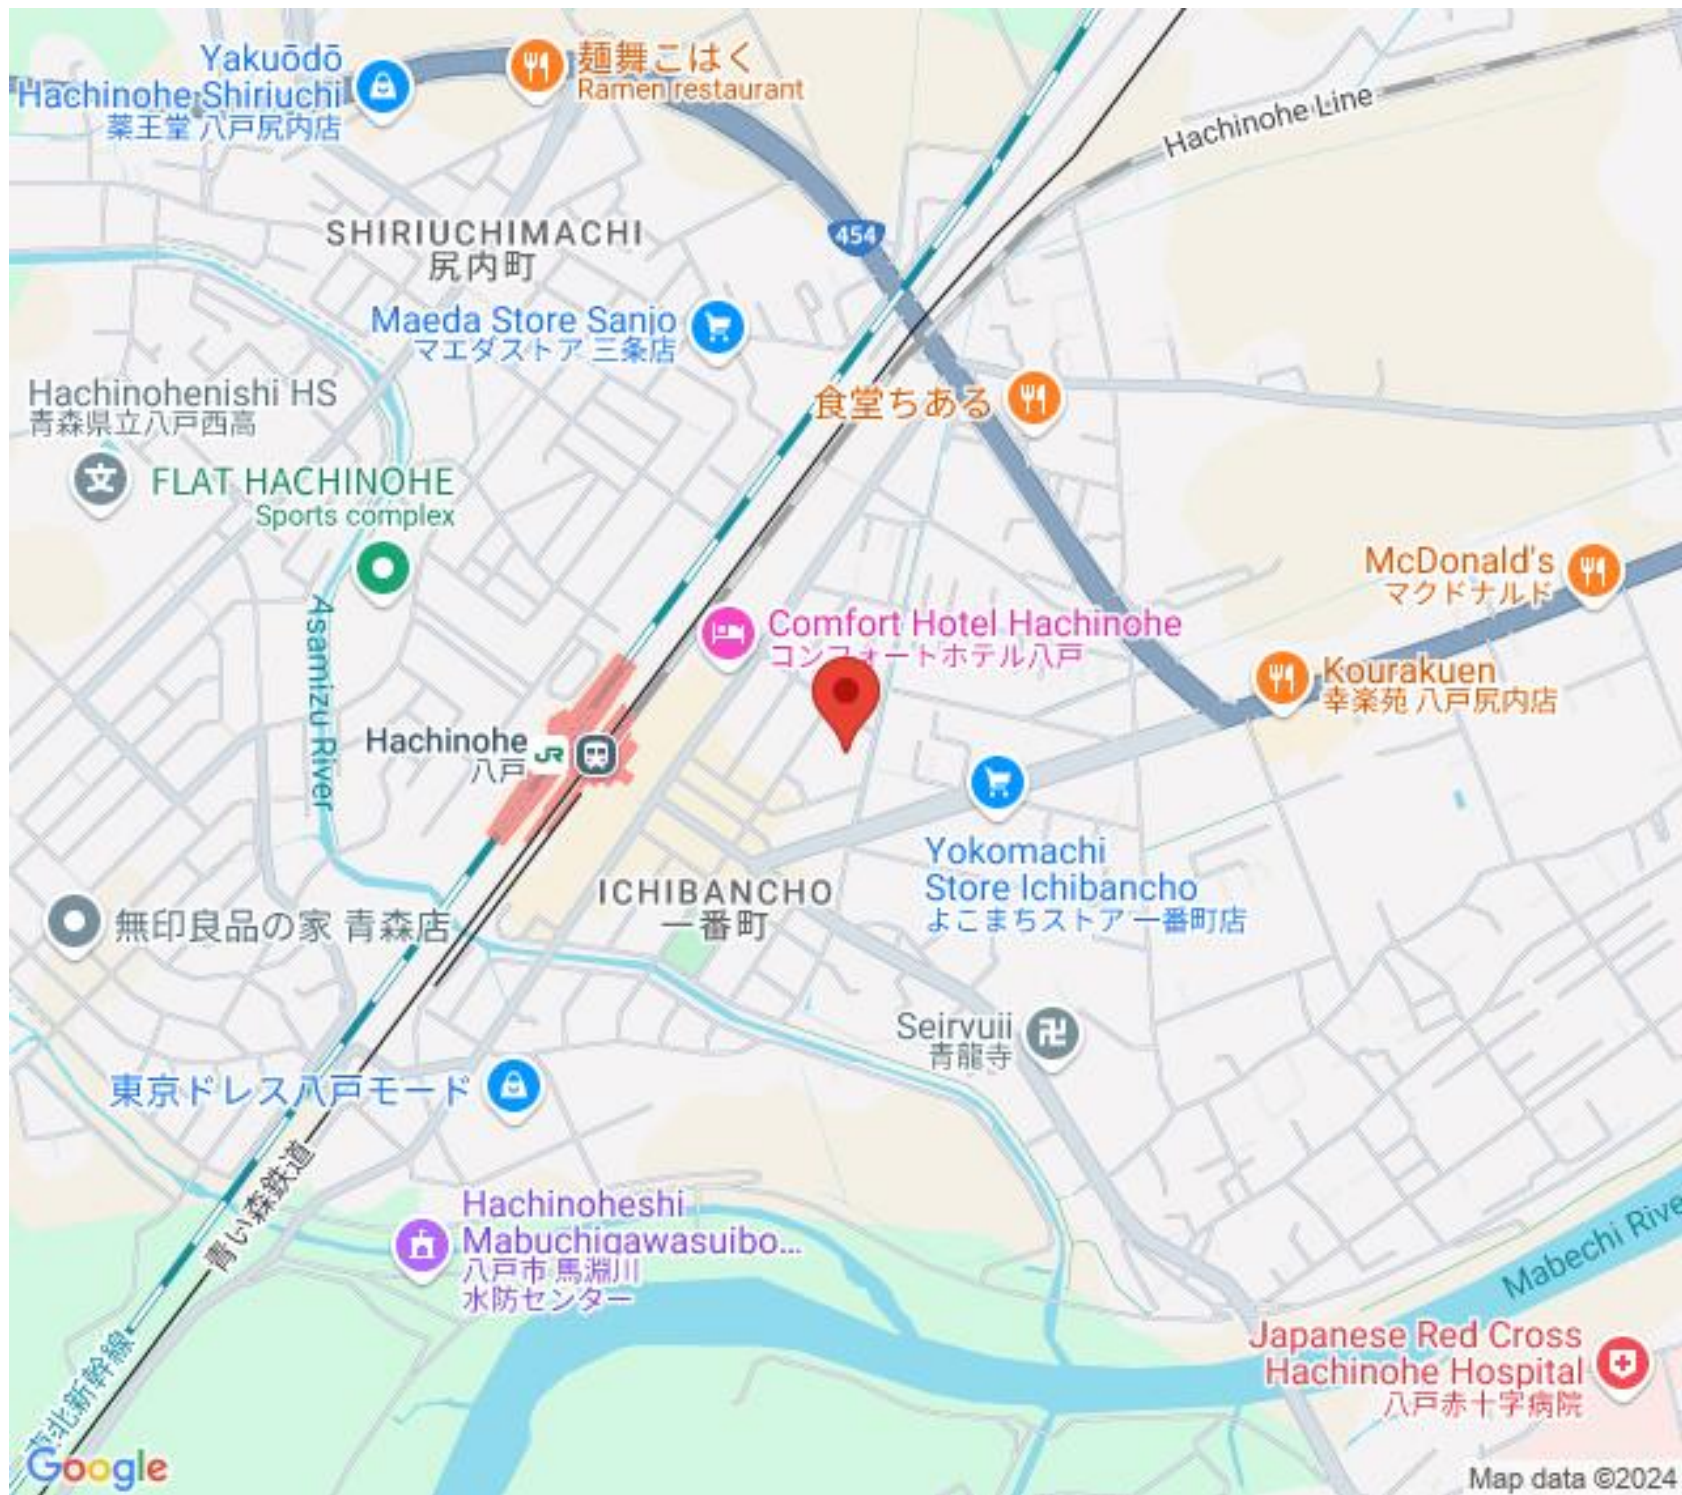 Yakuōdō
Hachinohe Shiriuchi
薬王堂 八戸尻内店
麺舞こはく
Ramen restaurant
Hachinohe Line
454
SHIRIUCHIMACHI
尻内町
Maeda Store Sanjo
マエダストア 三条店
Hachinohenishi HS
青森県立八戸西高
文
食堂ちある
FLAT HACHINOHE
Sports complex
McDonald's
マクドナルド
Comfort Hotel Hachinohe
コンフォートホテル八戸
Asamizu River
Kourakuen
幸楽苑 八戸尻内店
Hachinohe
八戸
JR
Yokomachi
Store Ichibancho
よこまちストア 一番町店
ICHIBANCHO
一番町
無印良品の家 青森店
Seiryuji
青龍寺
卍
東京ドレス八戸モード
青い森鉄道
Hachinoheshi
Mabuchigawasuibo...
八戸市 馬淵川
水防センター
Mabechi River
Japanese Red Cross
Hachinohe Hospital
八戸赤十字病院
東北新幹線
Google
Map data ©2024